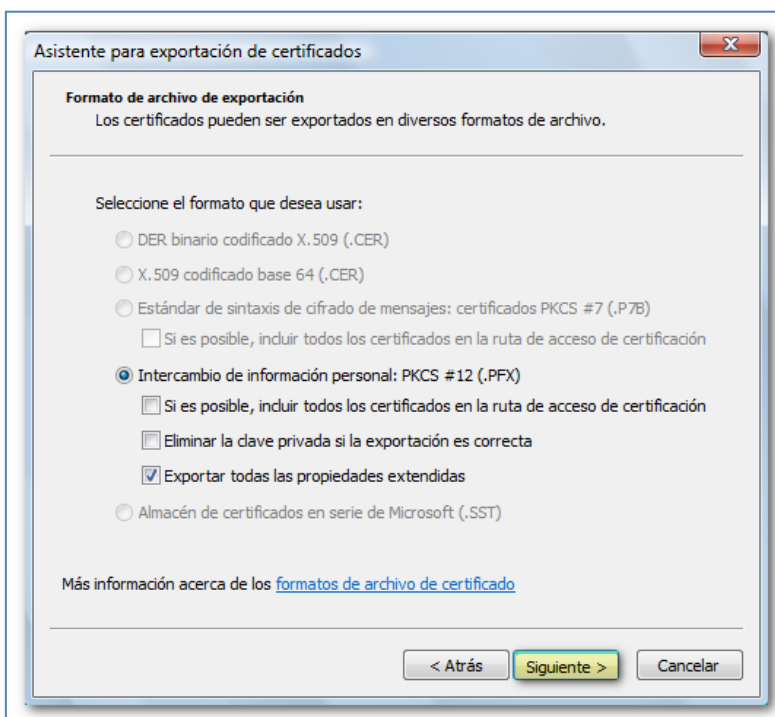 Asistente para exportación de certificados
Formato de archivo de exportación
Los certificados pueden ser exportados en diversos formatos de archivo.
Seleccione el formato que desea usar:
DER binario codificado X.509 (.CER)
X.509 codificado base 64 (.CER)
Estándar de sintaxis de cifrado de mensajes: certificados PKCS #7 (.P7B)
Si es posible, incluir todos los certificados en la ruta de acceso de certificación
Intercambio de información personal: PKCS #12 (.PFX)
Si es posible, incluir todos los certificados en la ruta de acceso de certificación
Eliminar la clave privada si la exportación es correcta
Exportar todas las propiedades extendidas
Almacén de certificados en serie de Microsoft (.SST)
Más información acerca de los formatos de archivo de certificado
< Atrás Siguiente > Cancelar